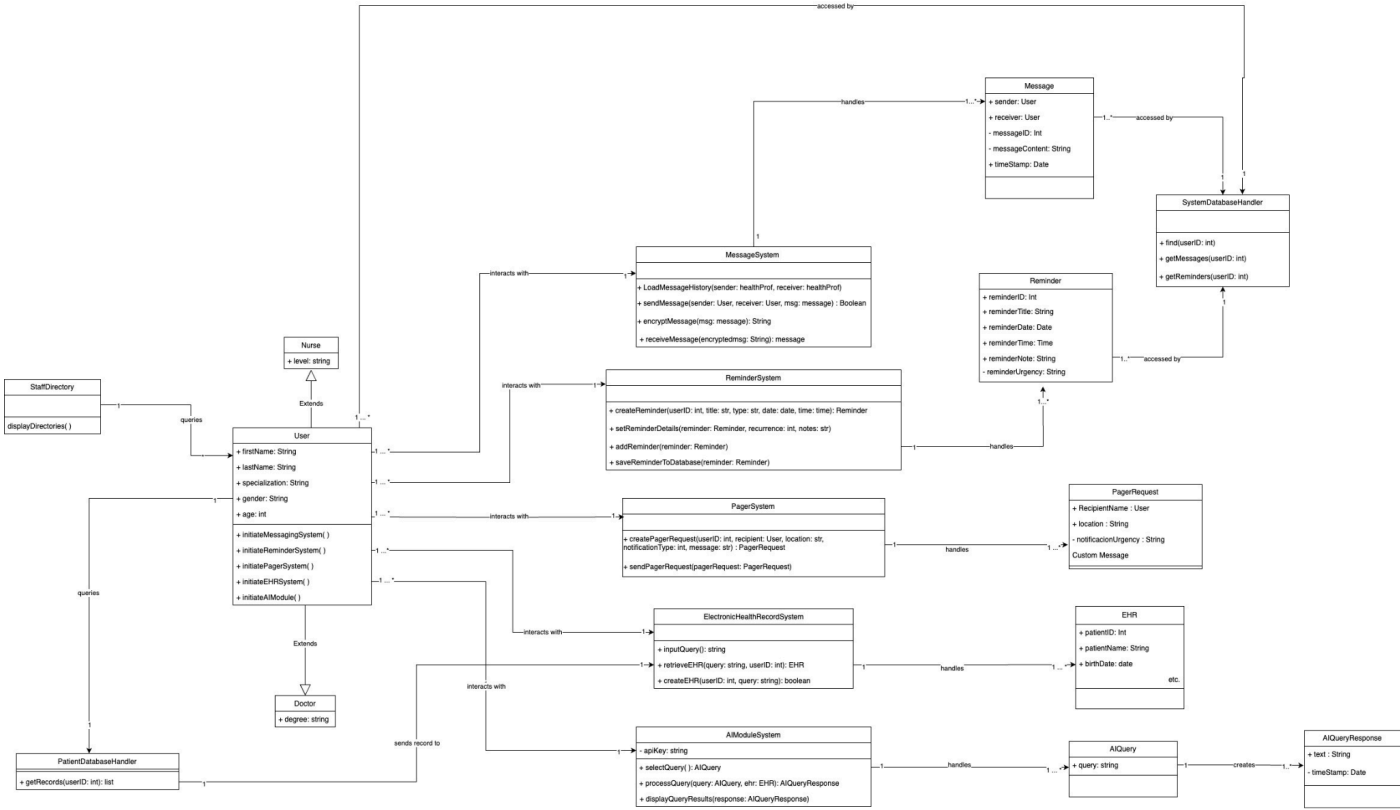 accessed by
Message
+ sender: User
+ receiver: User
- messageID: Int
- messageContent: String
+ timeStamp: Date
handles
1...*
1..*
accessed by
1
1
1
SystemDatabaseHandler
+ find(userID: int)
+ getMessages(userID: int)
+ getReminders(userID: int)
1
MessageSystem
+ LoadMessageHistory(sender: healthProf, receiver: healthProf)
+ sendMessage(sender: User, receiver: User, msg: message) : Boolean
+ encryptMessage(msg: message): String
+ receiveMessage(encryptedmsg: String): message
interacts with
1
Reminder
+ reminderID: Int
+ reminderTitle: String
+ reminderDate: Date
+ reminderTime: Time
+ reminderNote: String
- reminderUrgency: String
1..*
accessed by
1...*
Nurse
+ level: string
Extends
StaffDirectory
displayDirectories( )
1
queries
*
ReminderSystem
+ createReminder(userID: int, title: str, type: str, date: date, time: time): Reminder
+ setReminderDetails(reminder: Reminder, recurrence: int, notes: str)
+ addReminder(reminder: Reminder)
+ saveReminderToDatabase(reminder: Reminder)
interacts with
1
1
handles
1 ... *
User
+ firstName: String
+ lastName: String
+ specialization: String
+ gender: String
+ age: int
+ initiateMessagingSystem( )
+ initiateReminderSystem( )
+ initiatePagerSystem( )
+ initiateEHRSystem( )
+ initiateAIModule( )
1 ... *
1 ... *
1 ... *
1 ...*
1 ... *
1
queries
1
interacts with
1
PagerSystem
+ createPagerRequest(userID: int, recipient: User, location: str,
notificationType: int, message: str) : PagerRequest
+ sendPagerRequest(pagerRequest: PagerRequest)
1
handles
1...*
PagerRequest
+ RecipientName : User
+ location : String
- notificacionUrgency : String
Custom Message
interacts with
1
ElectronicHealthRecordSystem
+ inputQuery(): string
+ retrieveEHR(query: string, userID: int): EHR
+ createEHR(userID: int, query: string): boolean
1
1
handles
1 ... *
EHR
+ patientID: Int
+ patientName: String
+ birthDate: date
etc.
Extends
Doctor
+ degree: string
interacts with
sends record to
1
PatientDatabaseHandler
+ getRecords(userID: int): list
1
AIModuleSystem
- apiKey: string
+ selectQuery( ): AIQuery
+ processQuery(query: AIQuery, ehr: EHR): AIQueryResponse
+ displayQueryResults(response: AIQueryResponse)
1
handles
1 ... *
AIQuery
+ query: string
1
creates
1..*
AIQueryResponse
+ text : String
- timeStamp: Date